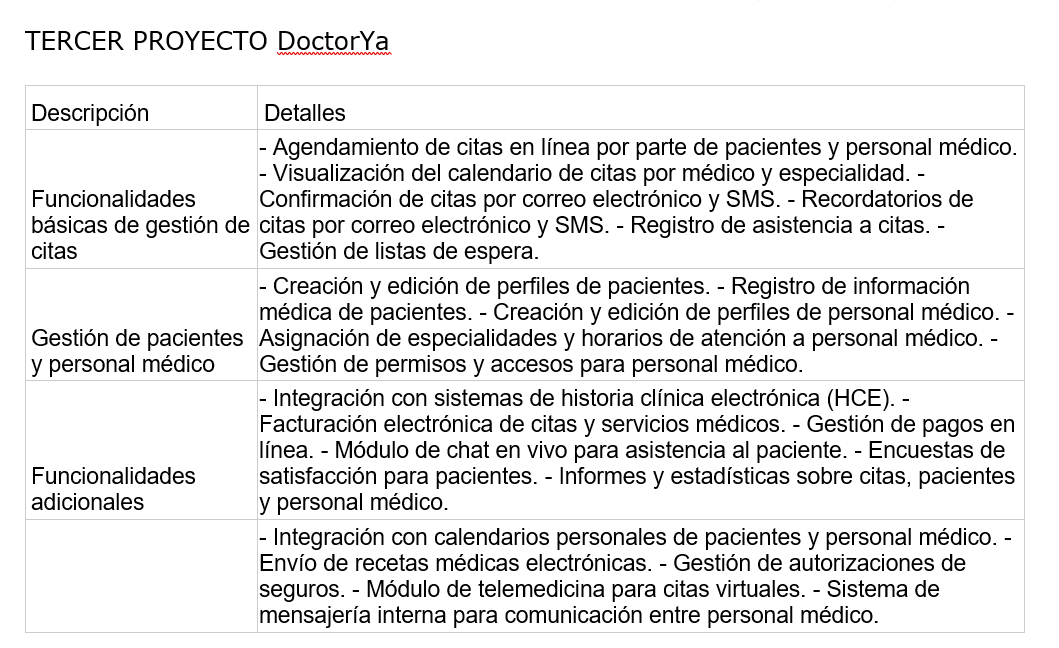 TERCER PROYECTO DoctorYa
Descripción
Detalles
Funcionalidades
básicas de gestión de
citas
- Agendamiento de citas en línea por parte de pacientes y personal médico.
- Visualización del calendario de citas por médico y especialidad. -
Confirmación de citas por correo electrónico y SMS. - Recordatorios de
citas por correo electrónico y SMS. - Registro de asistencia a citas. -
Gestión de listas de espera.
Gestión de pacientes
y personal médico
- Creación y edición de perfiles de pacientes. - Registro de información
médica de pacientes. - Creación y edición de perfiles de personal médico. -
Asignación de especialidades y horarios de atención a personal médico. -
Gestión de permisos y accesos para personal médico.
Funcionalidades
adicionales
- Integración con sistemas de historia clínica electrónica (HCE). -
Facturación electrónica de citas y servicios médicos. - Gestión de pagos en
línea. - Módulo de chat en vivo para asistencia al paciente. - Encuestas de
satisfacción para pacientes. - Informes y estadísticas sobre citas, pacientes
y personal médico.
- Integración con calendarios personales de pacientes y personal médico. -
Envío de recetas médicas electrónicas. - Gestión de autorizaciones de
seguros. - Módulo de telemedicina para citas virtuales. - Sistema de
mensajería interna para comunicación entre personal médico.